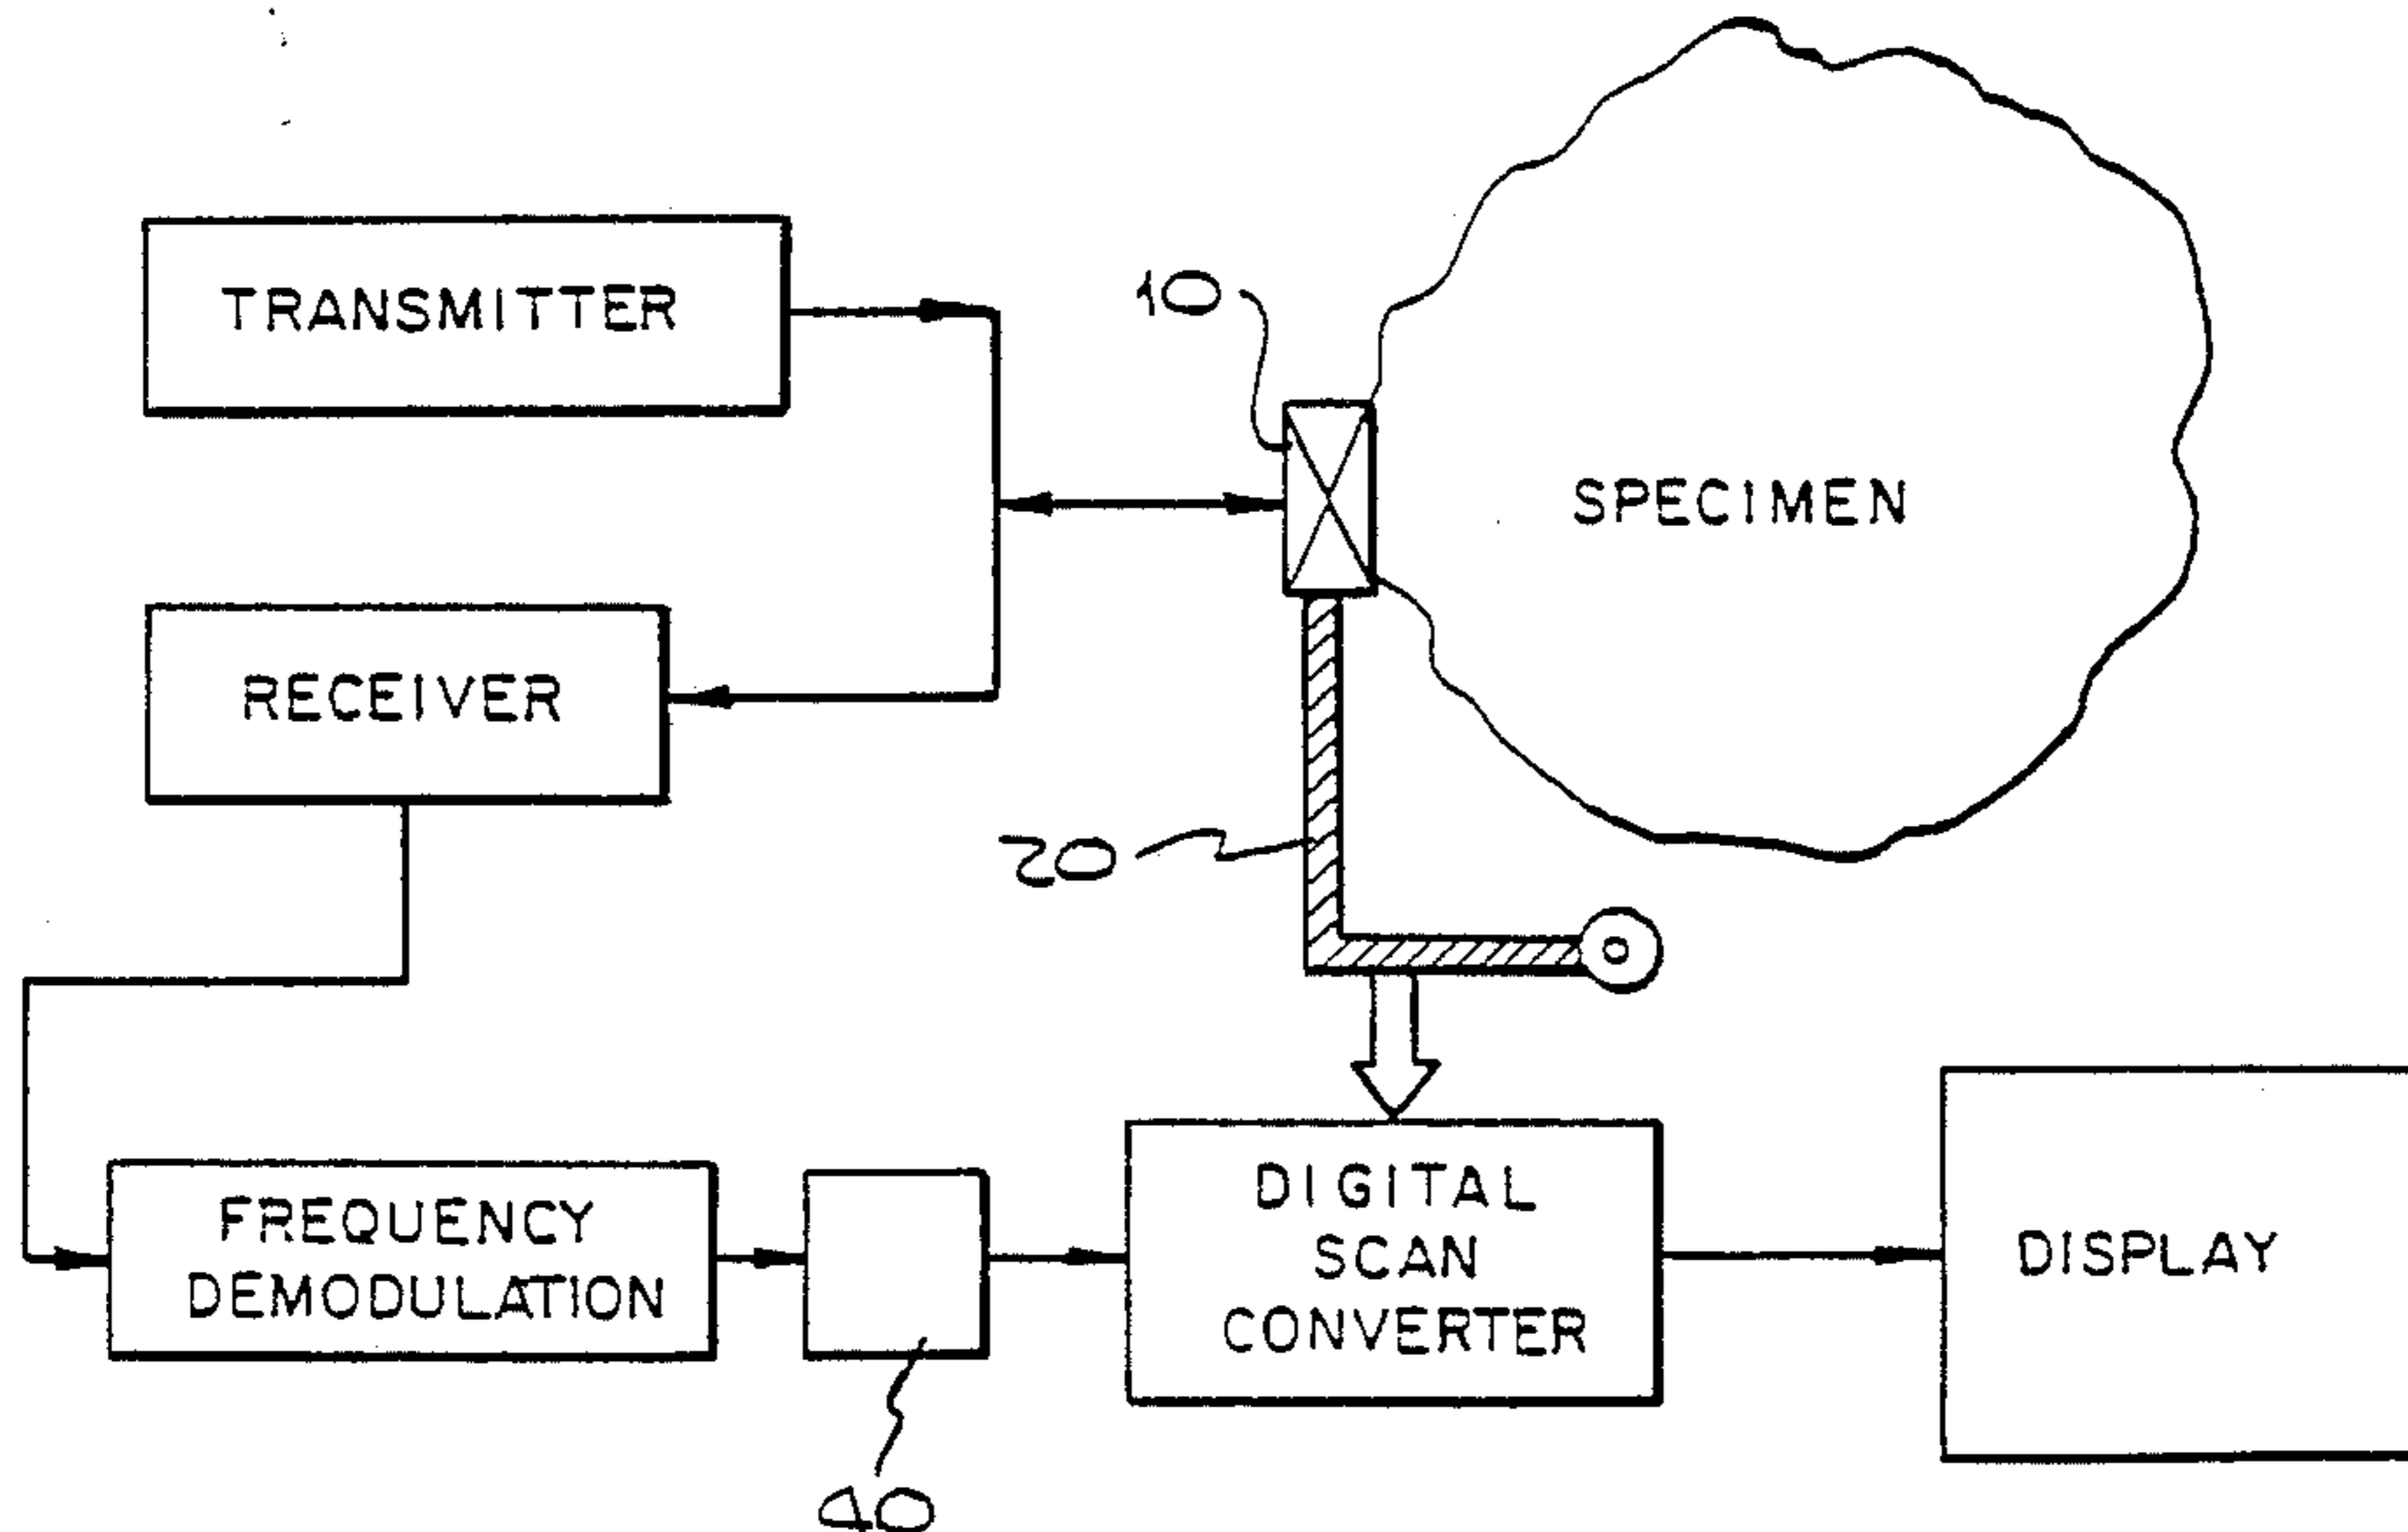 TRANSMITTER
10
SPECIMEN
RECEIVER
20
FREQUENCY
DEMODULATION
DIGITAL
SCAN
CONVERTER
DISPLAY
40